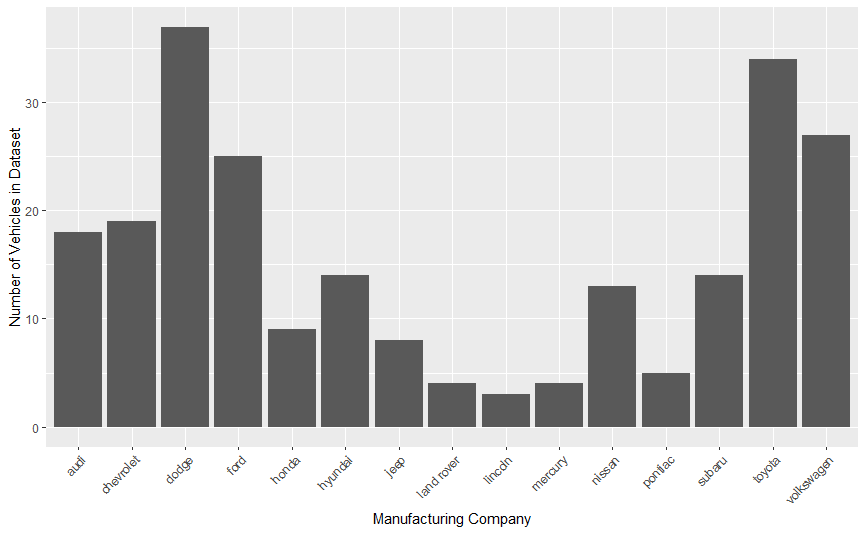 Number of Vehicles in Dataset
30
20
10
0
audi
chevrolet
dodge
ford
honda
hyundai
jeep
land rover
lincoln
mercury
nissan
pontiac
subaru
toyota
volkswagen
Manufacturing Company